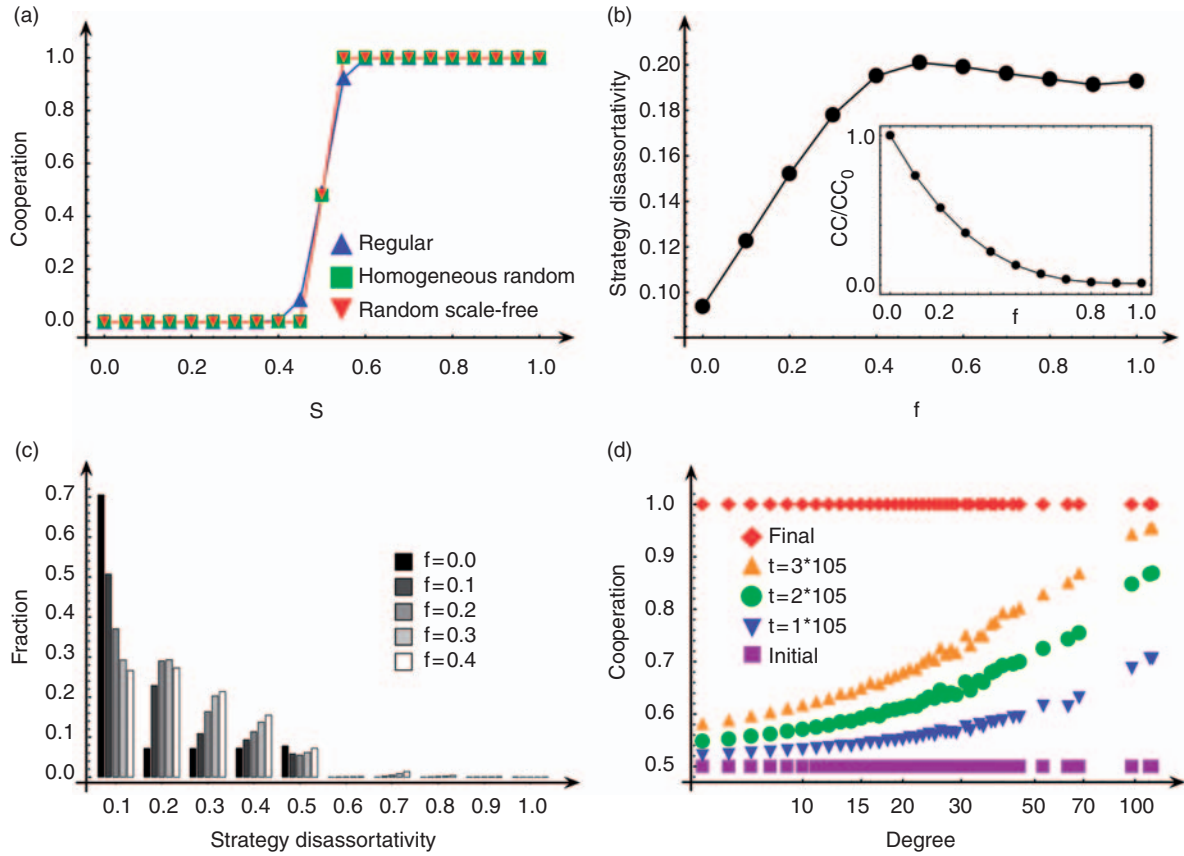 (a)
Cooperation
1.0
0.8
0.6
0.4
0.2
0.0
Regular
Homogeneous random
Random scale-free
0.0 0.2 0.4 0.6 0.8 1.0
S
(b)
Strategy disassortativity
0.20
0.18
0.16
0.14
0.12
0.10
CC/CC0
1.0
0.0
0.0 0.2 0.8 1.0
f
0.0 0.2 0.4 0.6 0.8 1.0
f
(c)
Fraction
0.7
0.6
0.5
0.4
0.3
0.2
0.1
0.0
f=0.0
f=0.1
f=0.2
f=0.3
f=0.4
0.1 0.2 0.3 0.4 0.5 0.6 0.7 0.8 0.9 1.0
Strategy disassortativity
(d)
Cooperation
1.0
0.9
0.8
0.7
0.6
0.5
Final
t=3*105
t=2*105
t=1*105
Initial
10 15 20 30 50 70 100
Degree